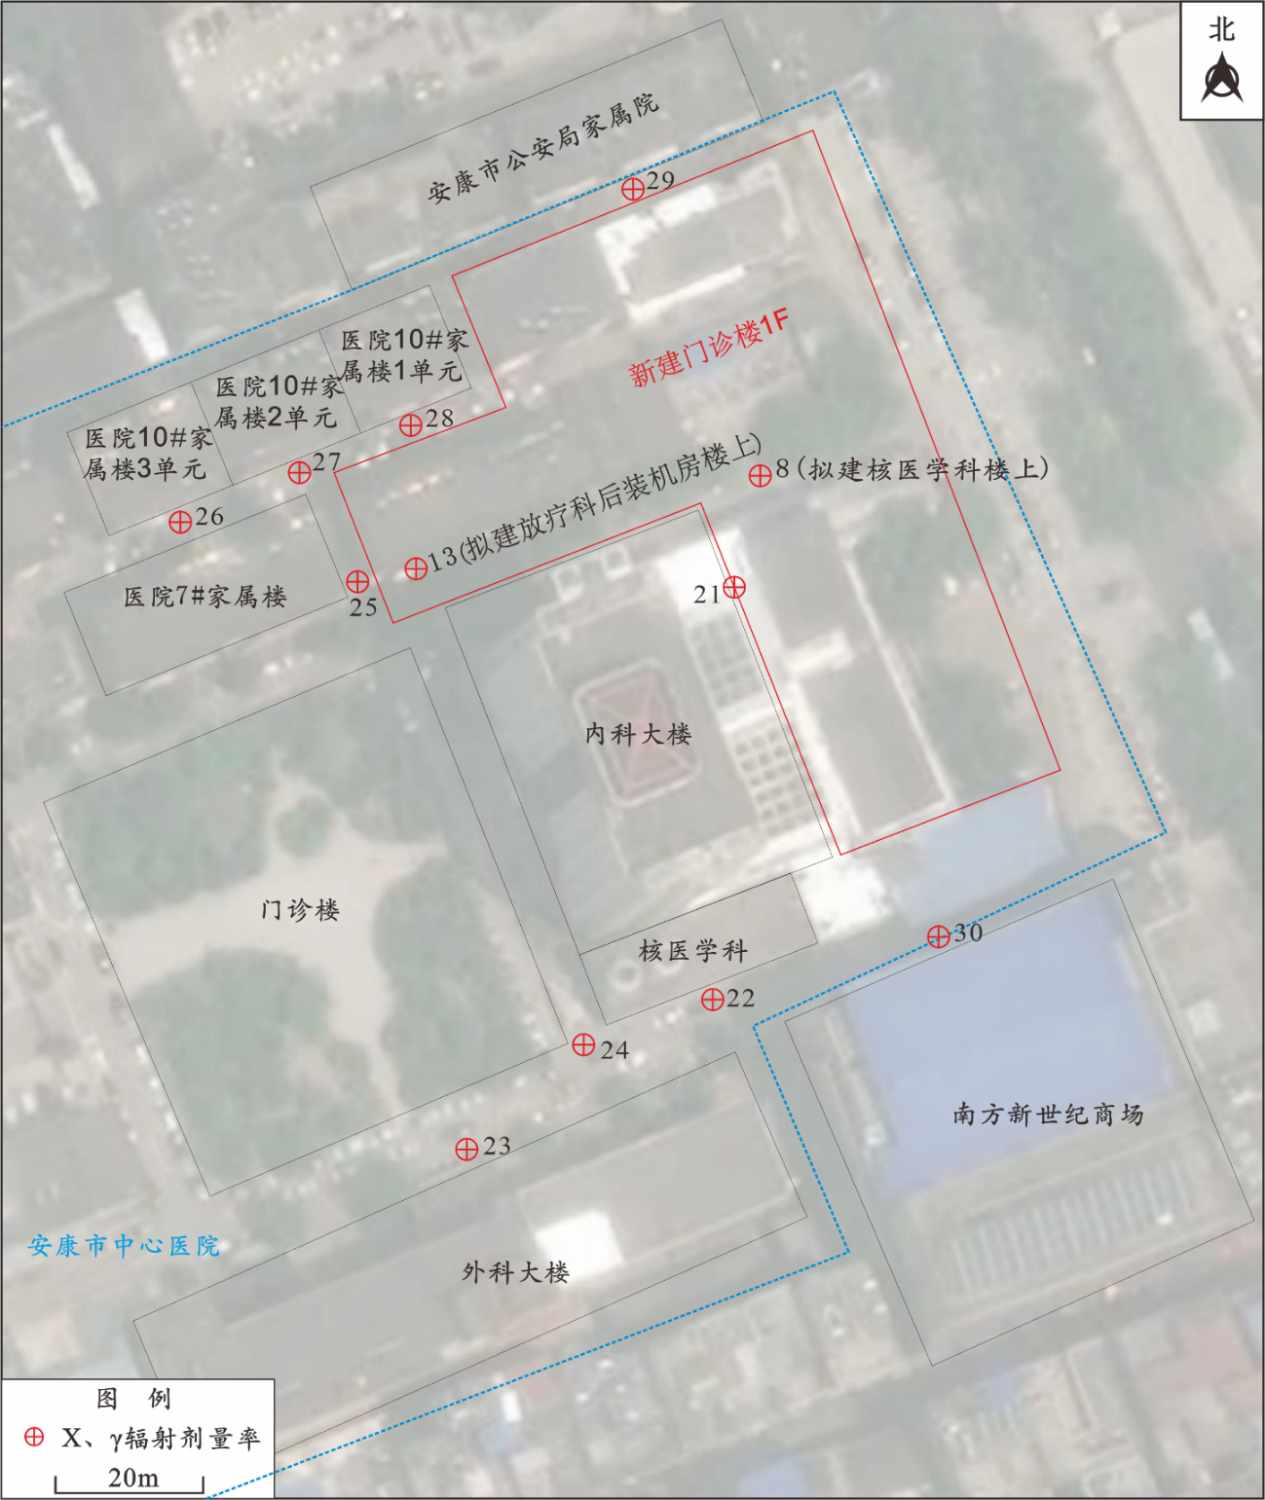 北
安康市公安局家属院
29
医院10#家
属楼1单元
新建门诊楼1F
医院10#家
属楼2单元
28
医院10#家
属楼3单元
27
8(拟建核医学科楼上)
26
13(拟建放疗科后装机房楼上)
医院7#家属楼
25
21
内科大楼
门诊楼
核医学科
30
22
24
南方新世纪商场
23
安康市中心医院
外科大楼
图 例
X、γ辐射剂量率
20m